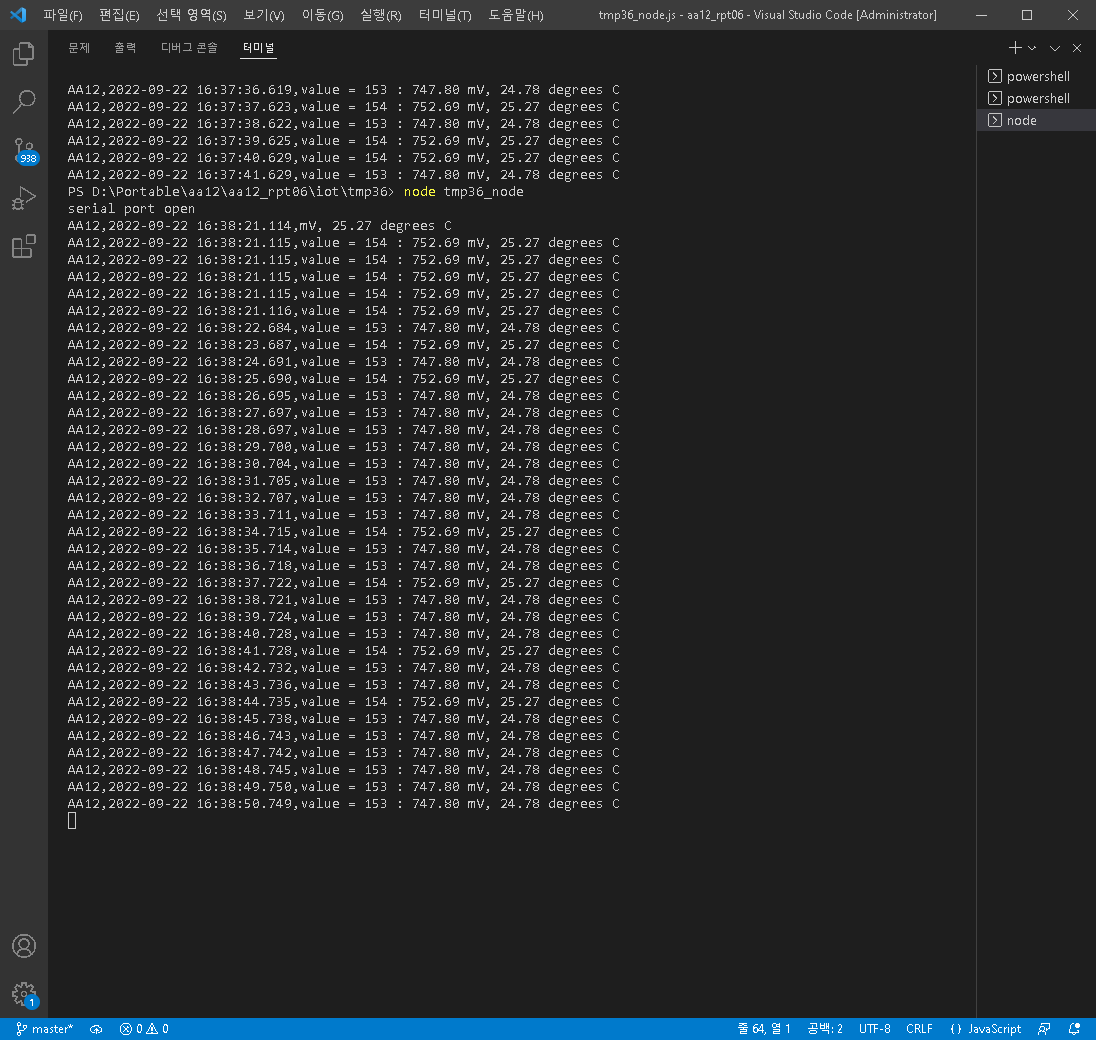 파일(F) 편집(E) 선택 영역(S) 보기(V) 이동(G) 실행(R) 터미널(T) 도움말(H) tmp36_node.js - aa12_rpt06 - Visual Studio Code [Administrator]
문제 출력 디버그 콘솔 터미널
powershell
powershell
node
938
AA12,2022-09-22 16:37:36.619,value = 153 : 747.80 mV, 24.78 degrees C
AA12,2022-09-22 16:37:37.623,value = 154 : 752.69 mV, 25.27 degrees C
AA12,2022-09-22 16:37:38.622,value = 153 : 747.80 mV, 24.78 degrees C
AA12,2022-09-22 16:37:39.625,value = 154 : 752.69 mV, 25.27 degrees C
AA12,2022-09-22 16:37:40.629,value = 154 : 752.69 mV, 25.27 degrees C
AA12,2022-09-22 16:37:41.629,value = 153 : 747.80 mV, 24.78 degrees C
PS D:\Portable\aa12\aa12_rpt06\iot\tmp36> node tmp36_node
serial port open
AA12,2022-09-22 16:38:21.114,mV, 25.27 degrees C
AA12,2022-09-22 16:38:21.115,value = 154 : 752.69 mV, 25.27 degrees C
AA12,2022-09-22 16:38:21.115,value = 154 : 752.69 mV, 25.27 degrees C
AA12,2022-09-22 16:38:21.115,value = 154 : 752.69 mV, 25.27 degrees C
AA12,2022-09-22 16:38:21.115,value = 154 : 752.69 mV, 25.27 degrees C
AA12,2022-09-22 16:38:21.116,value = 154 : 752.69 mV, 25.27 degrees C
AA12,2022-09-22 16:38:22.684,value = 153 : 747.80 mV, 24.78 degrees C
AA12,2022-09-22 16:38:23.687,value = 154 : 752.69 mV, 25.27 degrees C
AA12,2022-09-22 16:38:24.691,value = 153 : 747.80 mV, 24.78 degrees C
AA12,2022-09-22 16:38:25.690,value = 154 : 752.69 mV, 25.27 degrees C
AA12,2022-09-22 16:38:26.695,value = 153 : 747.80 mV, 24.78 degrees C
AA12,2022-09-22 16:38:27.697,value = 153 : 747.80 mV, 24.78 degrees C
AA12,2022-09-22 16:38:28.697,value = 153 : 747.80 mV, 24.78 degrees C
AA12,2022-09-22 16:38:29.700,value = 153 : 747.80 mV, 24.78 degrees C
AA12,2022-09-22 16:38:30.704,value = 153 : 747.80 mV, 24.78 degrees C
AA12,2022-09-22 16:38:31.705,value = 153 : 747.80 mV, 24.78 degrees C
AA12,2022-09-22 16:38:32.707,value = 153 : 747.80 mV, 24.78 degrees C
AA12,2022-09-22 16:38:33.711,value = 153 : 747.80 mV, 24.78 degrees C
AA12,2022-09-22 16:38:34.715,value = 154 : 752.69 mV, 25.27 degrees C
AA12,2022-09-22 16:38:35.714,value = 153 : 747.80 mV, 24.78 degrees C
AA12,2022-09-22 16:38:36.718,value = 153 : 747.80 mV, 24.78 degrees C
AA12,2022-09-22 16:38:37.722,value = 154 : 752.69 mV, 25.27 degrees C
AA12,2022-09-22 16:38:38.721,value = 153 : 747.80 mV, 24.78 degrees C
AA12,2022-09-22 16:38:39.724,value = 153 : 747.80 mV, 24.78 degrees C
AA12,2022-09-22 16:38:40.728,value = 153 : 747.80 mV, 24.78 degrees C
AA12,2022-09-22 16:38:41.728,value = 154 : 752.69 mV, 25.27 degrees C
AA12,2022-09-22 16:38:42.732,value = 153 : 747.80 mV, 24.78 degrees C
AA12,2022-09-22 16:38:43.736,value = 153 : 747.80 mV, 24.78 degrees C
AA12,2022-09-22 16:38:44.735,value = 154 : 752.69 mV, 25.27 degrees C
AA12,2022-09-22 16:38:45.738,value = 153 : 747.80 mV, 24.78 degrees C
AA12,2022-09-22 16:38:46.743,value = 153 : 747.80 mV, 24.78 degrees C
AA12,2022-09-22 16:38:47.742,value = 153 : 747.80 mV, 24.78 degrees C
AA12,2022-09-22 16:38:48.745,value = 153 : 747.80 mV, 24.78 degrees C
AA12,2022-09-22 16:38:49.750,value = 153 : 747.80 mV, 24.78 degrees C
AA12,2022-09-22 16:38:50.749,value = 153 : 747.80 mV, 24.78 degrees C
1
master* 0 0 줄 64, 열 1 공백: 2 UTF-8 CRLF {} JavaScript